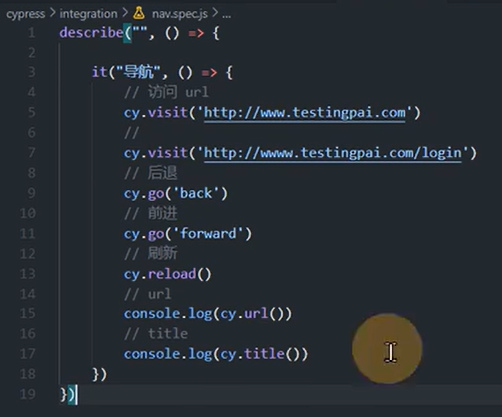 cypress > integration > nav.spec.js > ...
1 describe("", () => {
2
3 it("导航", () => {
4 // 访问 url
5 cy.visit('http://www.testingpai.com')
6 //
7 cy.visit('http://wwww.testingpai.com/login')
8 // 后退
9 cy.go('back')
10 // 前进
11 cy.go('forward')
12 // 刷新
13 cy.reload()
14 // url
15 console.log(cy.url())
16 // title
17 console.log(cy.title())
18 })
19 })